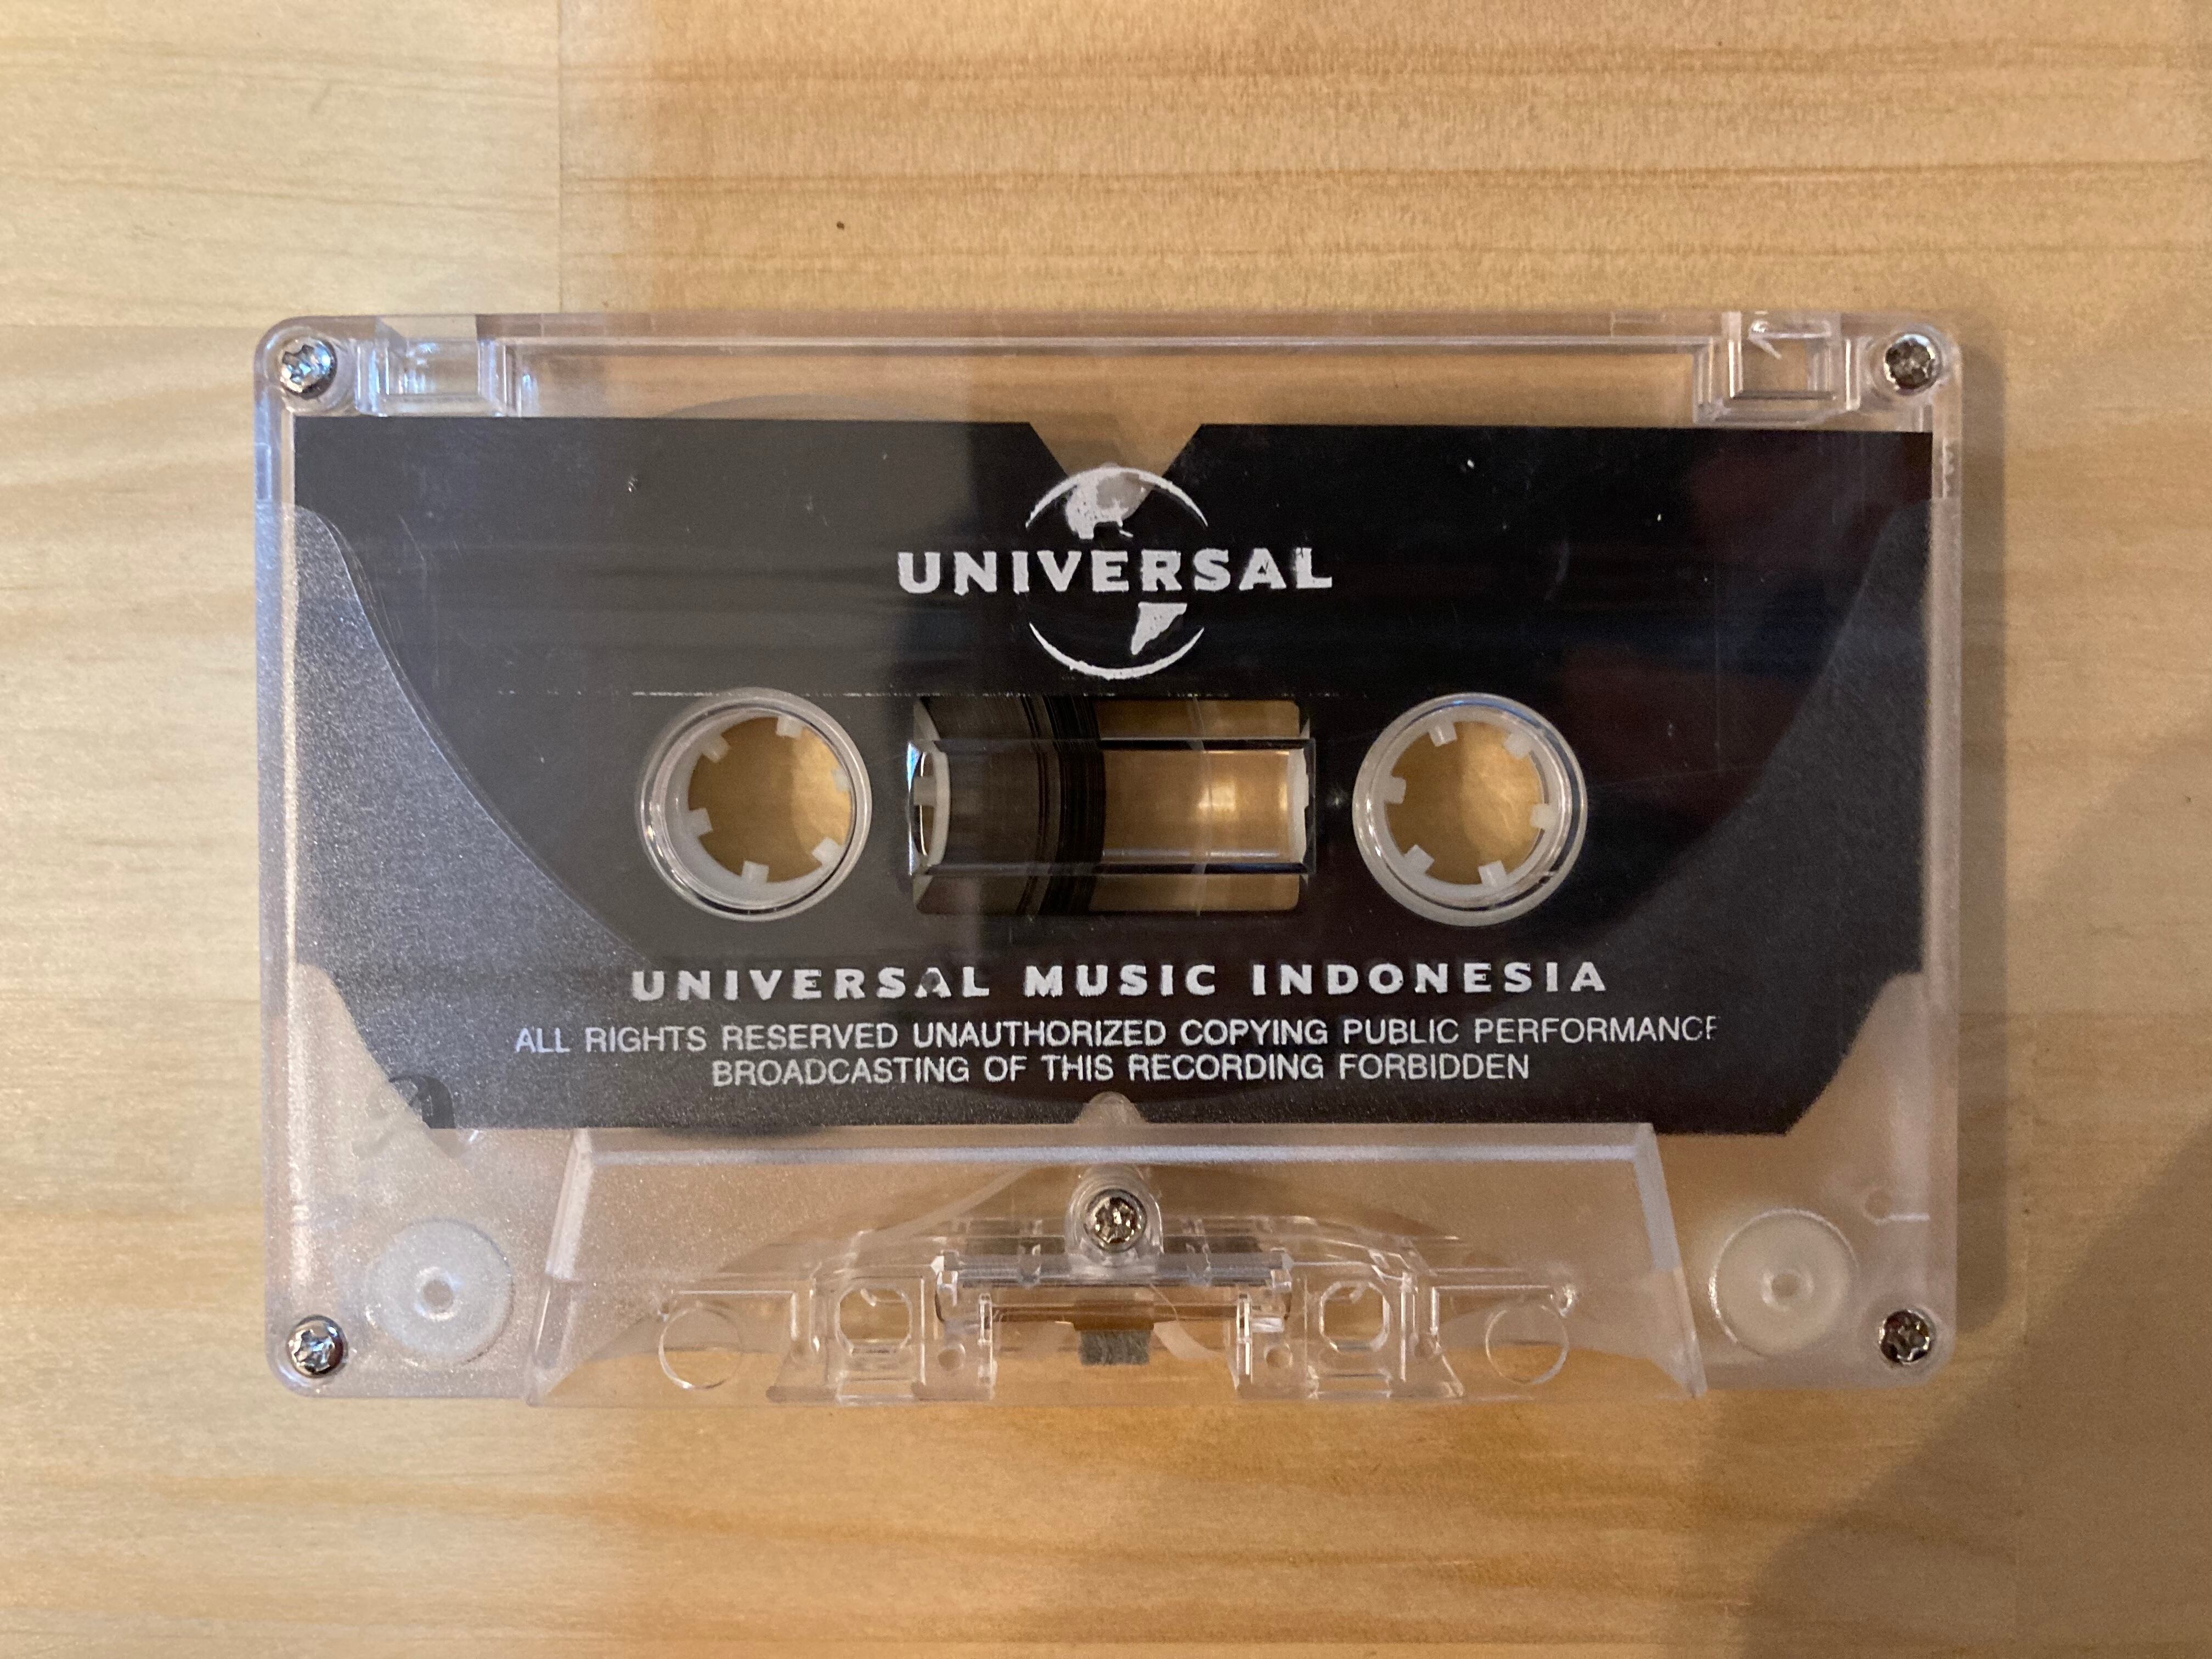 UNIVERSAL
UNIVERSAL MUSIC INDONESIA
ALL RIGHTS RESERVED UNAUTHORIZED COPYING PUBLIC PERFORMANCE
BROADCASTING OF THIS RECORDING FORBIDDEN